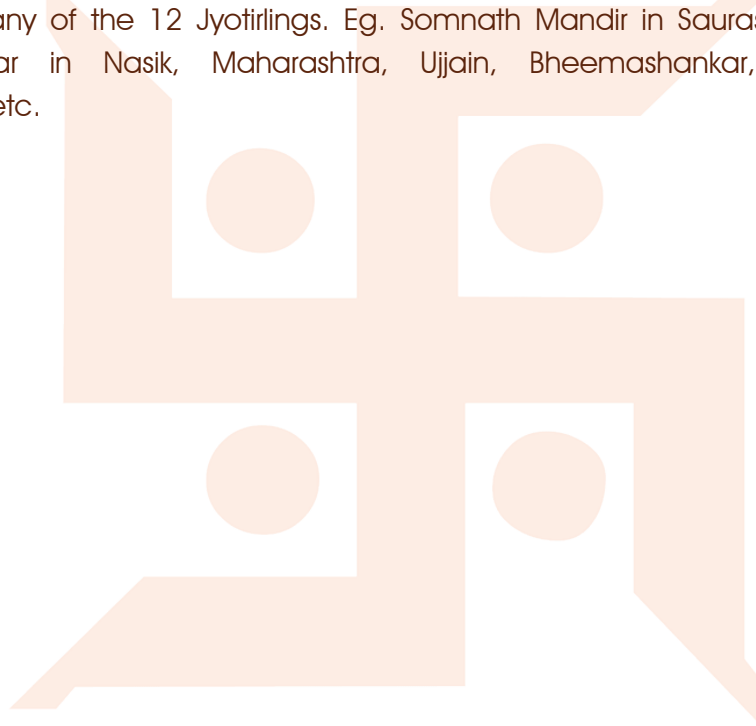 any of the 12 Jyotirlings. Eg. Somnath Mandir in Sauras
ar in Nasik, Maharashtra, Ujjain, Bheemashankar,
etc.